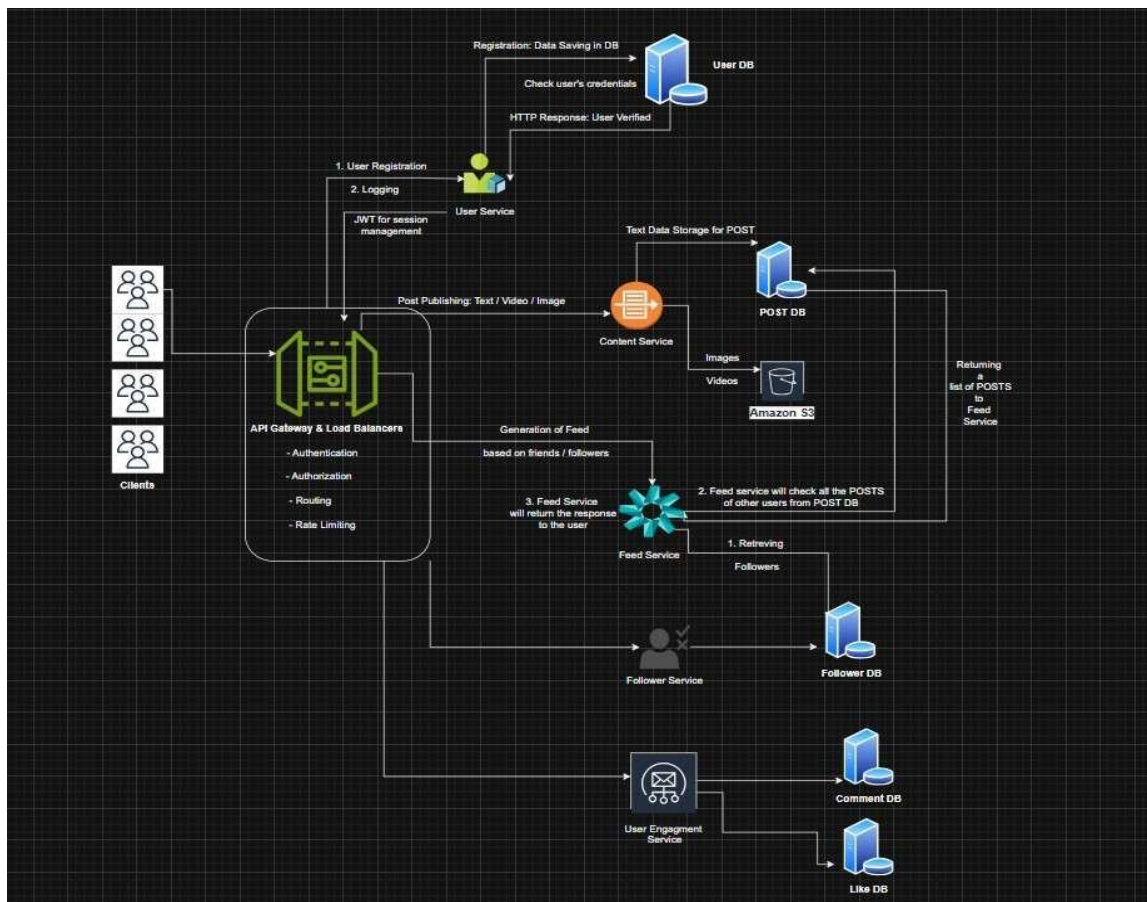 Registration: Data Saving in DB
User DB
Check user's credentials
HTTP Response: User Verified
1. User Registration
2. Logging
User Service
JWT for session
management
Text Data Storage for POST
Post Publishing: Text / Video / Image
POST DB
Content Service
Images
Videos
Amazon S3
Returning
a
list of POSTS
to
Feed
Service
API Gateway & Load Balancers
- Authentication
- Authorization
- Routing
- Rate Limiting
Clients
Generation of Feed
based on friends / followers
2. Feed service will check all the POSTS
of other users from POST DB
3. Feed Service
will return the response
to the user
Feed Service
1. Retreving
Followers
Follower Service
Follower DB
Comment DB
User Engagment
Service
Like DB